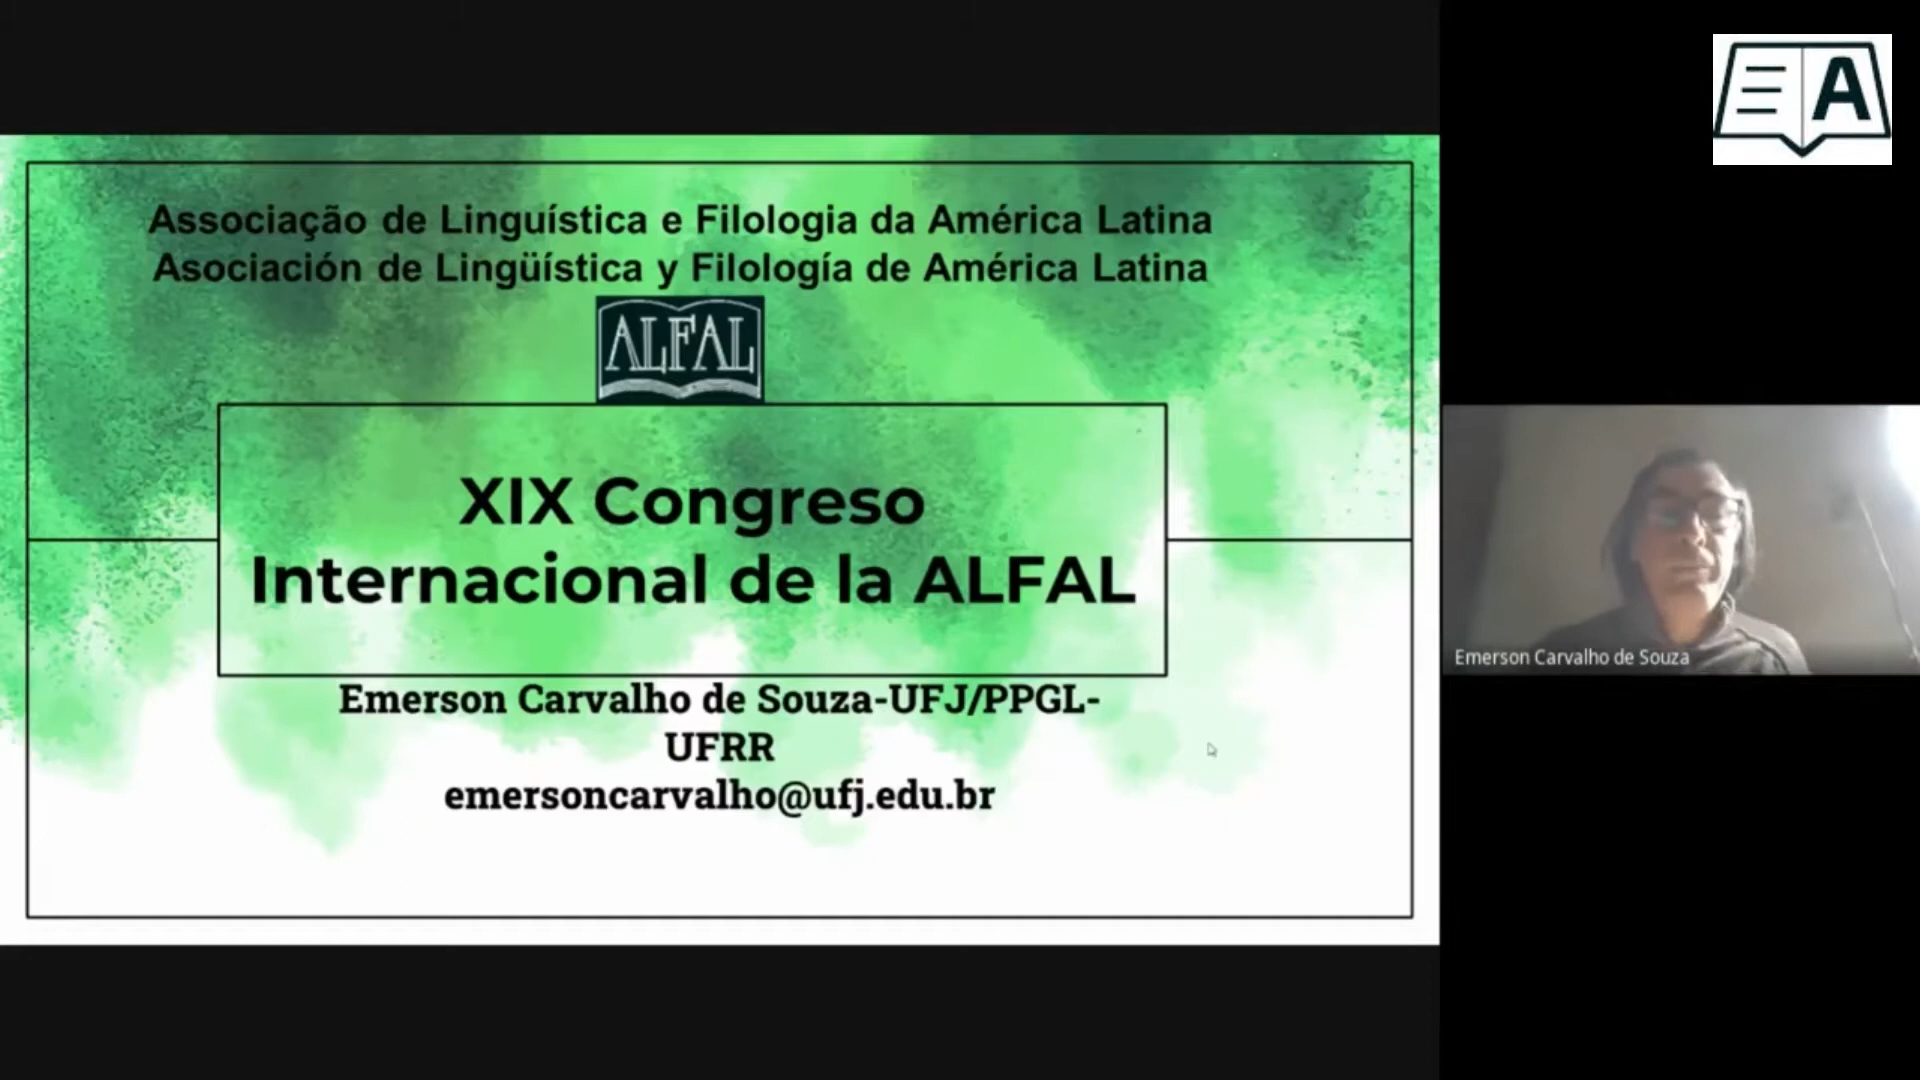 A
Associação de Linguística e Filologia da América Latina
Asociación de Lingüística y Filología de América Latina
ALFAL
XIX Congreso
Internacional de la ALFAL
Emerson Carvalho de Souza-UFJ/PPGL-
UFRR
emersoncarvalho@ufj.edu.br
Emerson Carvalho de Souza